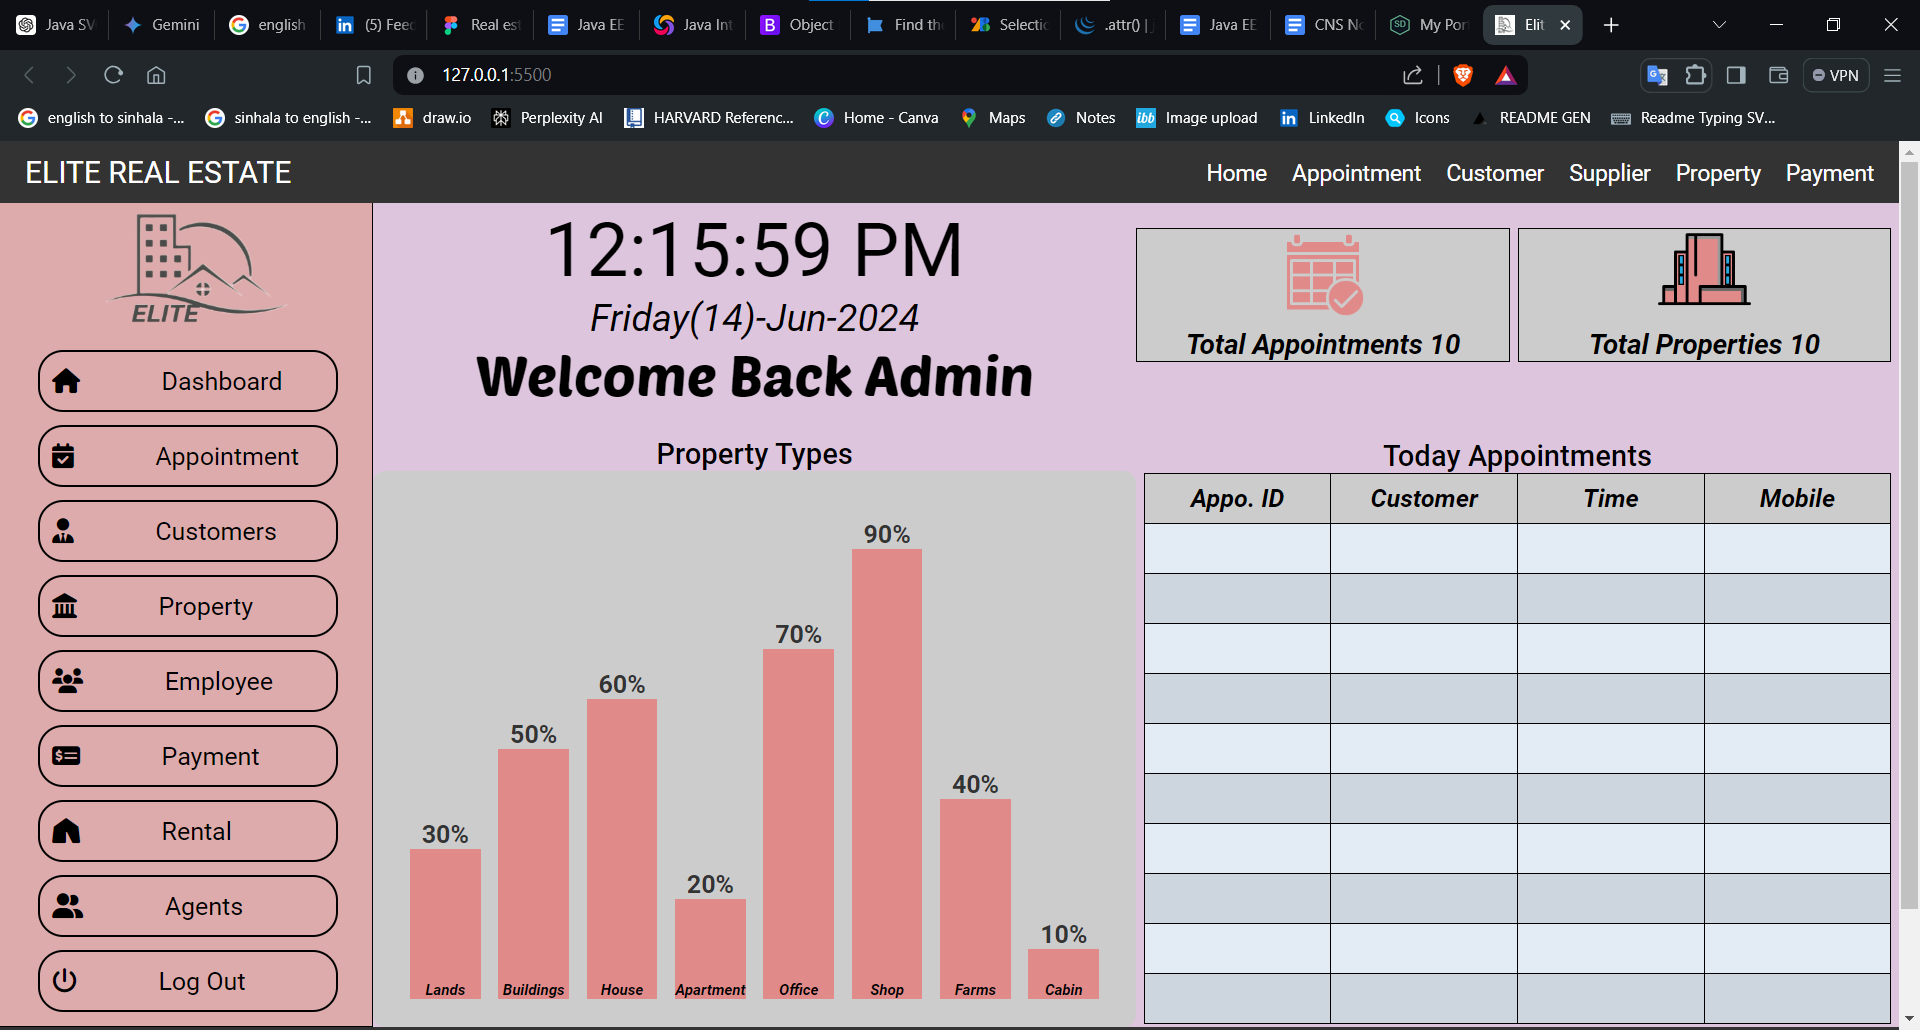 Java SV
Gemini
english
(5) Feed
Real est
Java EE
Java Int
Object
Find the
Selectio
.attr() | j
Java EE
CNS No
My Por
Elit
127.0.0.1:5500
VPN
english to sinhala -...
sinhala to english -...
draw.io
Perplexity AI
HARVARD Referenc...
Home - Canva
Maps
Notes
ibb
Image upload
LinkedIn
Icons
README GEN
Readme Typing SV...
ELITE REAL ESTATE
Home
Appointment
Customer
Supplier
Property
Payment
ELITE
Dashboard
Appointment
Customers
Property
Employee
Payment
Rental
Agents
Log Out
12:15:59 PM
Friday(14)-Jun-2024
Welcome Back Admin
Total Appointments 10
Total Properties 10
Property Types
30%
50%
60%
20%
70%
90%
40%
10%
Lands
Buildings
House
Apartment
Office
Shop
Farms
Cabin
Today Appointments
Appo. ID
Customer
Time
Mobile